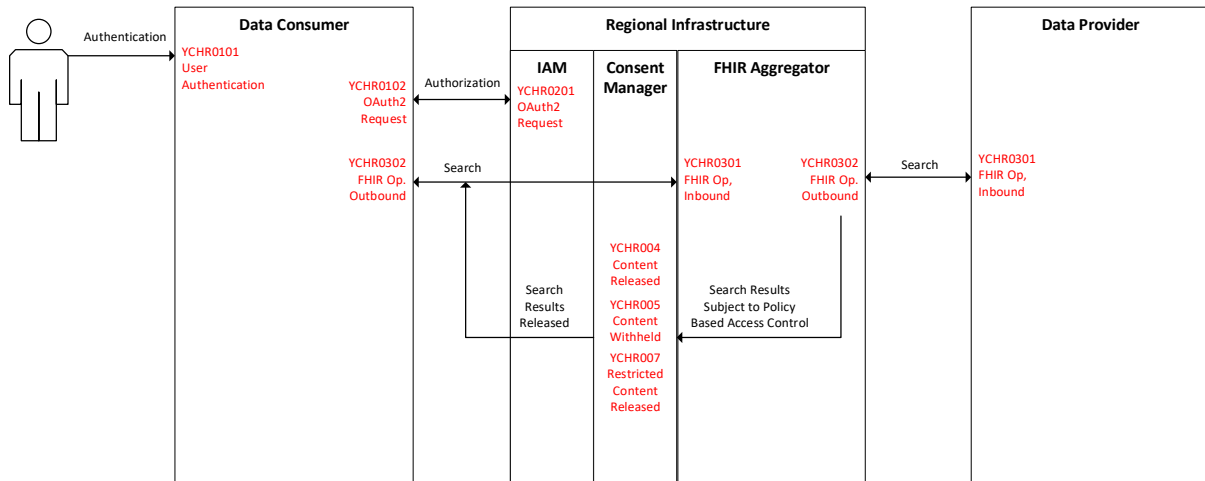 Data Consumer
Regional Infrastructure
Data Provider
Authentication
YCHR0101
User
Authentication
IAM
Consent
Manager
FHIR Aggregator
YCHR0102
OAuth2
Request
Authorization
YCHR0201
OAuth2
Request
YCHR0302
FHIR Op.
Outbound
Search
YCHR0301
FHIR Op,
Inbound
YCHR0302
FHIR Op.
Outbound
Search
YCHR0301
FHIR Op,
Inbound
YCHR004
Content
Released
Search
Results
Released
YCHR005
Content
Withheld
Search Results
Subject to Policy
Based Access Control
YCHR007
Restricted
Content
Released